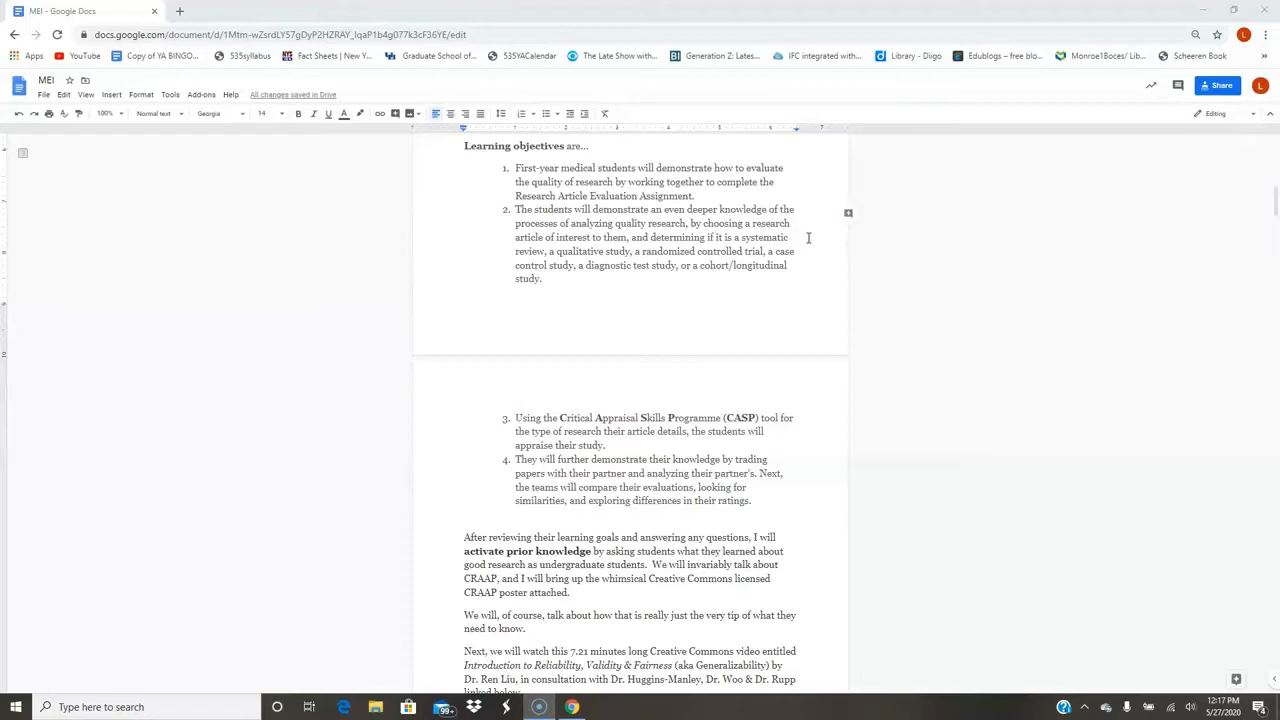 MEI - Google Docs
docs.google.com/document/d/1Mtm-wZsrdLY57gDyP2HZRAY_IqaP1b4g077k3cF36YE/edit
Apps
YouTube
Copy of YA BINGO...
535syllabus
Fact Sheets | New Y...
Graduate School of...
535YACalendar
The Late Show with...
Generation Z: Lates...
IFC integrated with...
Library - Diigo
Edublogs – free blo...
Monroe1Boces/ Lib...
Scheeren Book
MEI
File Edit View Insert Format Tools Add-ons Help All changes saved in Drive
Share
L
100% Normal text Georgia 14 B I U A Editing
Learning objectives are...
1. First-year medical students will demonstrate how to evaluate
the quality of research by working together to complete the
Research Article Evaluation Assignment.
2. The students will demonstrate an even deeper knowledge of the
processes of analyzing quality research, by choosing a research
article of interest to them, and determining if it is a systematic
review, a qualitative study, a randomized controlled trial, a case
control study, a diagnostic test study, or a cohort/longitudinal
study.
3. Using the Critical Appraisal Skills Programme (CASP) tool for
the type of research their article details, the students will
appraise their study.
4. They will further demonstrate their knowledge by trading
papers with their partner and analyzing their partner's. Next,
the teams will compare their evaluations, looking for
similarities, and exploring differences in their ratings.
After reviewing their learning goals and answering any questions, I will
activate prior knowledge by asking students what they learned about
good research as undergraduate students. We will invariably talk about
CRAAP, and I will bring up the whimsical Creative Commons licensed
CRAAP poster attached.
We will, of course, talk about how that is really just the very tip of what they
need to know.
Next, we will watch this 7.21 minutes long Creative Commons video entitled
Introduction to Reliability, Validity & Fairness (aka Generalizability) by
Dr. Ren Liu, in consultation with Dr. Huggins-Manley, Dr. Woo & Dr. Rupp
linked below
Type here to search
99+
12:17 PM
5/27/2020